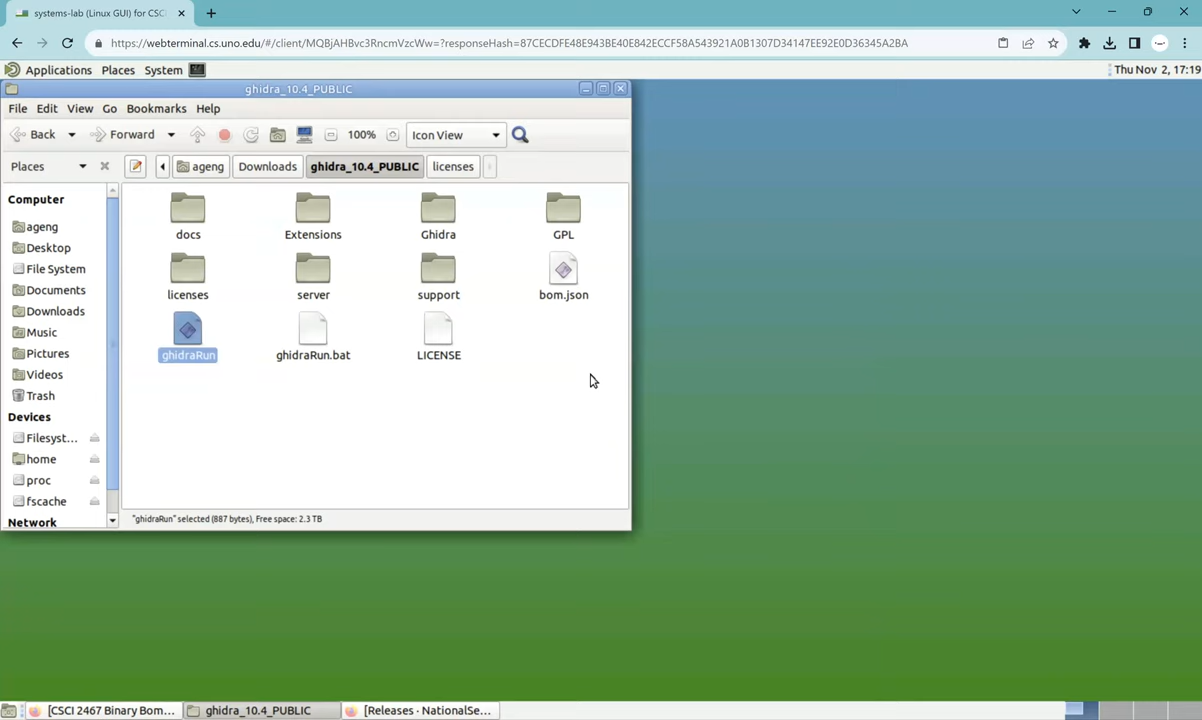 systems-lab (Linux GUI) for CSC
https://webterminal.cs.uno.edu/#/client/MQBjAHBvc3RncmVzcWw=?responseHash=87CECDFE48E943BE40E842ECCF58A543921A0B1307D34147EE92E0D36345A2BA
Applications Places System Thu Nov 2, 17:19
ghidra_10.4_PUBLIC
File Edit View Go Bookmarks Help
Back Forward 100% Icon View
Places ageng Downloads ghidra_10.4_PUBLIC licenses
Computer
ageng
Desktop
File System
Documents
Downloads
Music
Pictures
Videos
Trash
Devices
Filesyst...
home
proc
fscache
Network
docs Extensions Ghidra GPL
licenses server support bom.json
ghidraRun ghidraRun.bat LICENSE
"ghidraRun" selected (887 bytes), Free space: 2.3 TB
[CSCI 2467 Binary Bom... ghidra_10.4_PUBLIC [Releases · NationalSe...